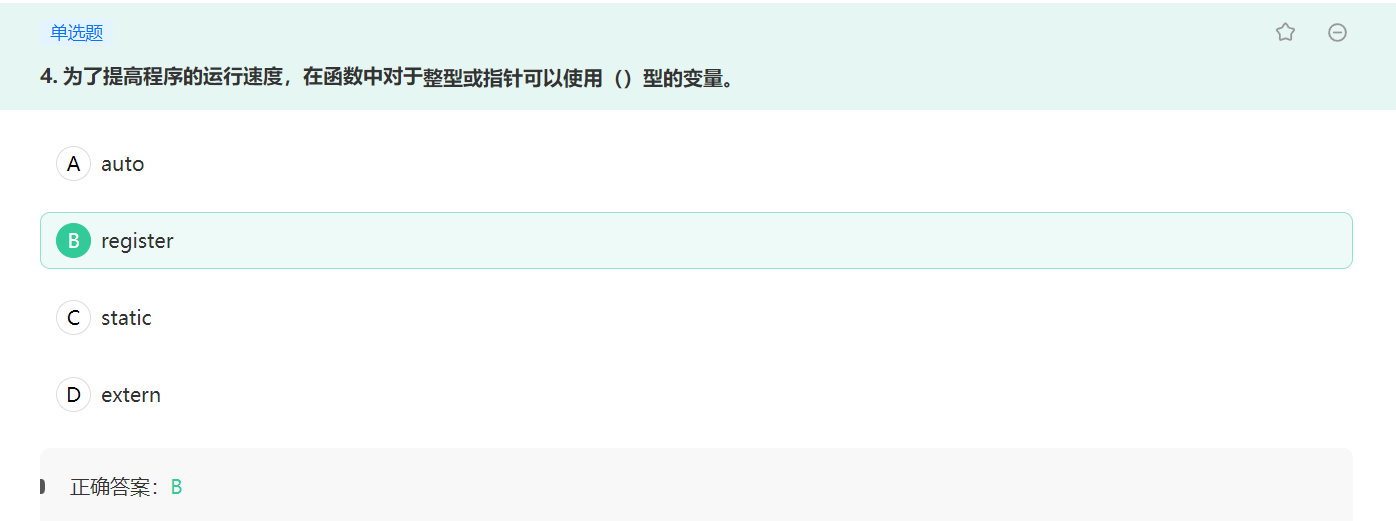 单选题
4. 为了提高程序的运行速度，在函数中对于整型或指针可以使用（）型的变量。
A auto
B register
C static
D extern
正确答案：B